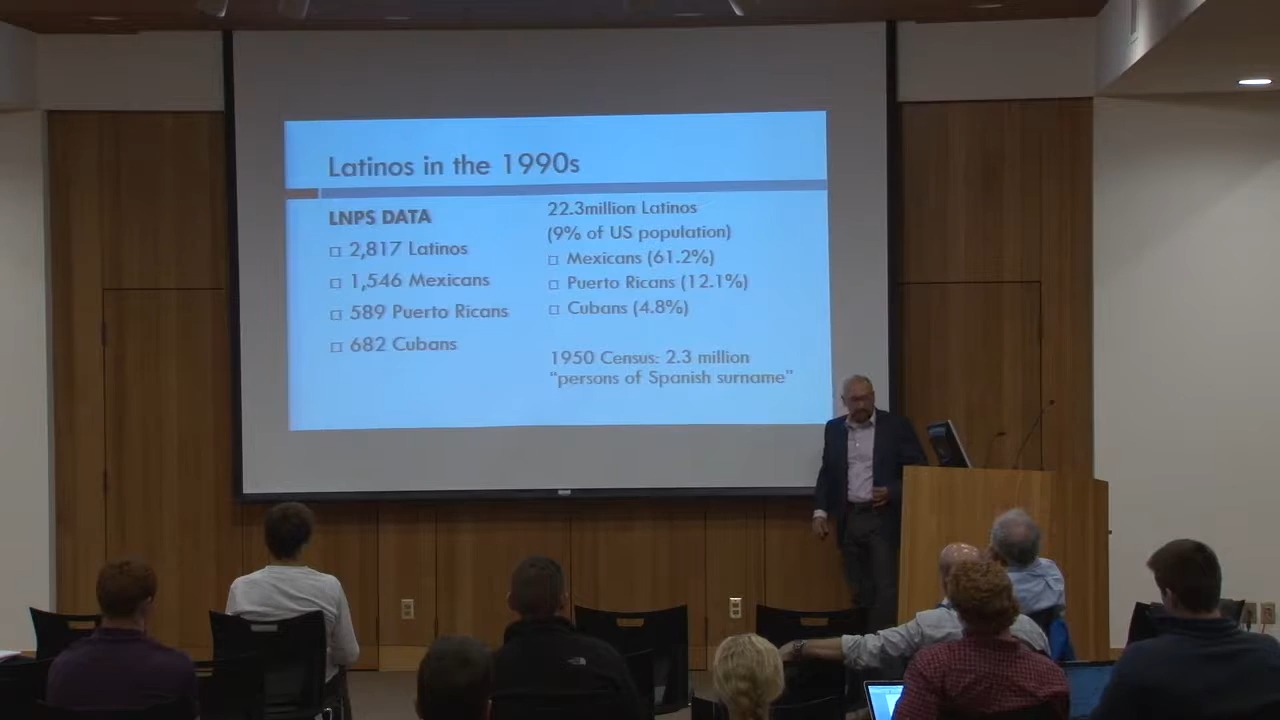 Latinos in the 1990s
LNPS DATA
2,817 Latinos
1,546 Mexicans
589 Puerto Ricans
682 Cubans
22.3million Latinos
(9% of US population)
Mexicans (61.2%)
Puerto Ricans (12.1%)
Cubans (4.8%)
1950 Census: 2.3 million
"persons of Spanish surname"